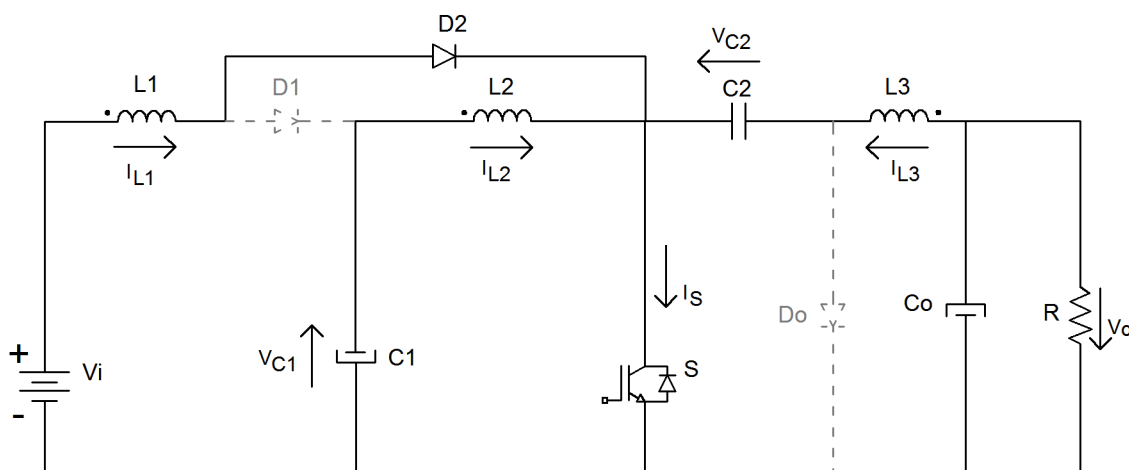 D2
VC2
L1
D1
L2
C2
L3
IL1
IL2
IL3
IS
Co
R
Vo
Do
VC1
C1
S
+
Vi
-